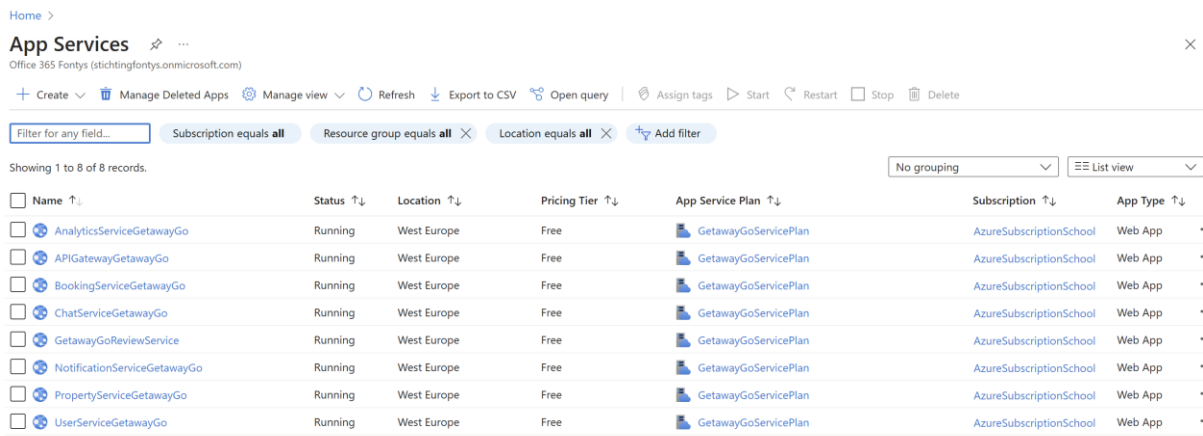 Home >
App Services ...
Office 365 Fontys (stichtingfontys.onmicrosoft.com)
+ Create Manage Deleted Apps Manage view Refresh Export to CSV Open query Assign tags Start Restart Stop Delete
Filter for any field... Subscription equals all Resource group equals all Location equals all Add filter
Showing 1 to 8 of 8 records.
No grouping List view
Name Status Location Pricing Tier App Service Plan Subscription App Type
AnalyticsServiceGetawayGo Running West Europe Free GetawayGoServicePlan AzureSubscriptionSchool Web App
APIGatewayGetawayGo Running West Europe Free GetawayGoServicePlan AzureSubscriptionSchool Web App
BookingServiceGetawayGo Running West Europe Free GetawayGoServicePlan AzureSubscriptionSchool Web App
ChatServiceGetawayGo Running West Europe Free GetawayGoServicePlan AzureSubscriptionSchool Web App
GetawayGoReviewService Running West Europe Free GetawayGoServicePlan AzureSubscriptionSchool Web App
NotificationServiceGetawayGo Running West Europe Free GetawayGoServicePlan AzureSubscriptionSchool Web App
PropertyServiceGetawayGo Running West Europe Free GetawayGoServicePlan AzureSubscriptionSchool Web App
UserServiceGetawayGo Running West Europe Free GetawayGoServicePlan AzureSubscriptionSchool Web App